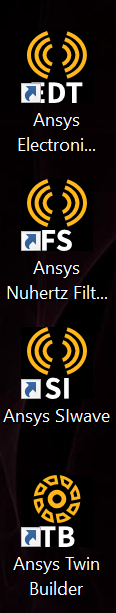 EDT
Ansys
Electroni...
FS
Ansys
Nuhertz Filt...
SI
Ansys SIwave
TB
Ansys Twin
Builder